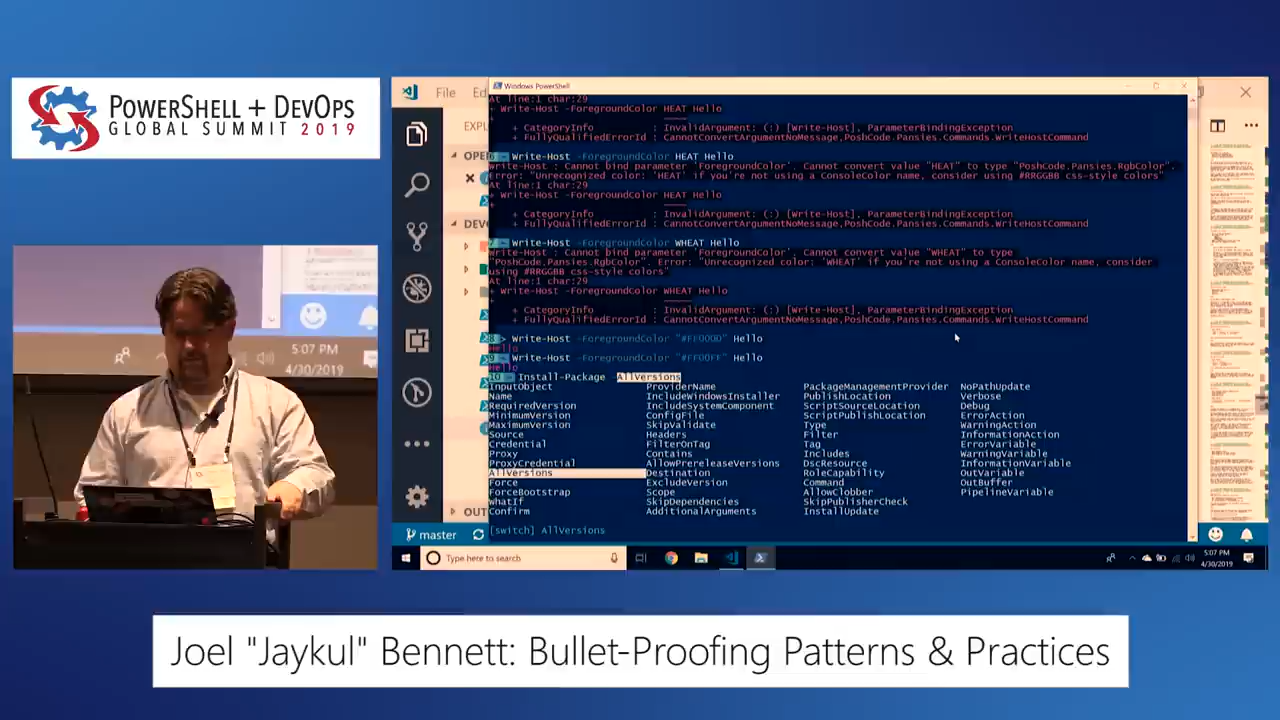 POWERSHELL + DEVOPS
GLOBAL SUMMIT 2019
File
Ed
Windows PowerShell
At line:1 char:29
+ Write-Host -ForegroundColor HEAT Hello
+ CategoryInfo : InvalidArgument: (:) [Write-Host], ParameterBindingException
+ FullyQualifiedErrorId : CannotConvertArgumentNoMessage,PoshCode.Pansies.Commands.WriteHostCommand
Write-Host -ForegroundColor HEAT Hello
Write-Host : Cannot bind parameter 'ForegroundColor'. Cannot convert value "HEAT" to type "PoshCode.Pansies.RgbColor".
Error: "Unrecognized color: 'HEAT' if you're not using a ConsoleColor name, consider using #RRGGBB css-style colors"
At line:1 char:29
+ Write-Host -ForegroundColor HEAT Hello
+ CategoryInfo : InvalidArgument: (:) [Write-Host], ParameterBindingException
+ FullyQualifiedErrorId : CannotConvertArgumentNoMessage,PoshCode.Pansies.Commands.WriteHostCommand
7 Write-Host -ForegroundColor WHEAT Hello
Write-Host : Cannot bind parameter 'ForegroundColor'. Cannot convert value "WHEAT" to type
"PoshCode.Pansies.RgbColor". Error: "Unrecognized color: 'WHEAT' if you're not using a ConsoleColor name, consider
using #RRGGBB css-style colors"
At line:1 char:29
+ Write-Host -ForegroundColor WHEAT Hello
+ CategoryInfo : InvalidArgument: (:) [Write-Host], ParameterBindingException
+ FullyQualifiedErrorId : CannotConvertArgumentNoMessage,PoshCode.Pansies.Commands.WriteHostCommand
8 Write-Host -ForegroundColor "#FF000D" Hello
Hello
9 Write-Host -ForegroundColor "#FF00FF" Hello
Hello
10 Install-Package -AllVersions
InputObject ProviderName PackageManagementProvider NoPathUpdate
Name IncludeWindowsInstaller PublishLocation Verbose
RequiredVersion IncludeSystemComponent ScriptSourceLocation Debug
MinimumVersion ConfigFile ScriptPublishLocation ErrorAction
MaximumVersion SkipValidate Type WarningAction
Source Headers Filter InformationAction
Credential FilterOnTag Tag ErrorVariable
Proxy Contains Includes WarningVariable
ProxyCredential AllowPrereleaseVersions DscResource InformationVariable
AllVersions Destination RoleCapability OutVariable
Force ExcludeVersion Command OutBuffer
ForceBootstrap Scope AllowClobber PipelineVariable
WhatIf SkipDependencies SkipPublisherCheck
Confirm AdditionalArguments InstallUpdate
[switch] AllVersions
EXPL
OPEN
DEV
OUT
master
Type here to search
5:07 PM
4/30/2019
5:07 PM
4/30/2019
Joel "Jaykul" Bennett: Bullet-Proofing Patterns & Practices